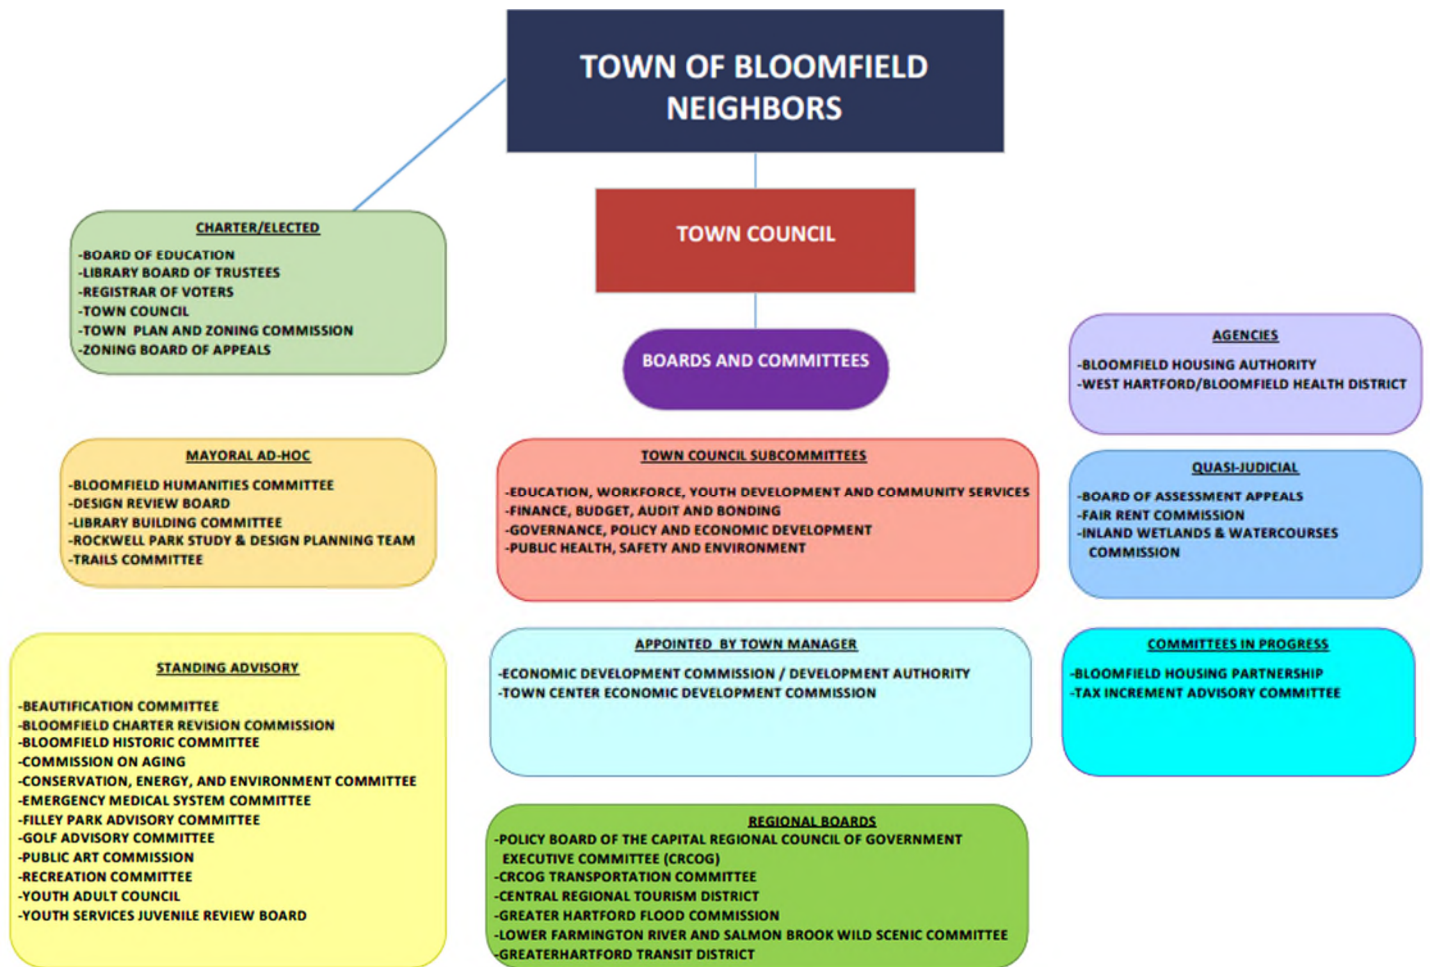 TOWN OF BLOOMFIELD
NEIGHBORS
TOWN COUNCIL
BOARDS AND COMMITTEES
CHARTER/ELECTED
-BOARD OF EDUCATION
-LIBRARY BOARD OF TRUSTEES
-REGISTRAR OF VOTERS
-TOWN COUNCIL
-TOWN PLAN AND ZONING COMMISSION
-ZONING BOARD OF APPEALS
AGENCIES
-BLOOMFIELD HOUSING AUTHORITY
-WEST HARTFORD/BLOOMFIELD HEALTH DISTRICT
MAYORAL AD-HOC
-BLOOMFIELD HUMANITIES COMMITTEE
-DESIGN REVIEW BOARD
-LIBRARY BUILDING COMMITTEE
-ROCKWELL PARK STUDY & DESIGN PLANNING TEAM
-TRAILS COMMITTEE
TOWN COUNCIL SUBCOMMITTEES
-EDUCATION, WORKFORCE, YOUTH DEVELOPMENT AND COMMUNITY SERVICES
-FINANCE, BUDGET, AUDIT AND BONDING
-GOVERNANCE, POLICY AND ECONOMIC DEVELOPMENT
-PUBLIC HEALTH, SAFETY AND ENVIRONMENT
QUASI-JUDICIAL
-BOARD OF ASSESSMENT APPEALS
-FAIR RENT COMMISSION
-INLAND WETLANDS & WATERCOURSES
COMMISSION
STANDING ADVISORY
-BEAUTIFICATION COMMITTEE
-BLOOMFIELD CHARTER REVISION COMMISSION
-BLOOMFIELD HISTORIC COMMITTEE
-COMMISSION ON AGING
-CONSERVATION, ENERGY, AND ENVIRONMENT COMMITTEE
-EMERGENCY MEDICAL SYSTEM COMMITTEE
-FILLEY PARK ADVISORY COMMITTEE
-GOLF ADVISORY COMMITTEE
-PUBLIC ART COMMISSION
-RECREATION COMMITTEE
-YOUTH ADULT COUNCIL
-YOUTH SERVICES JUVENILE REVIEW BOARD
APPOINTED BY TOWN MANAGER
-ECONOMIC DEVELOPMENT COMMISSION / DEVELOPMENT AUTHORITY
-TOWN CENTER ECONOMIC DEVELOPMENT COMMISSION
COMMITTEES IN PROGRESS
-BLOOMFIELD HOUSING PARTNERSHIP
-TAX INCREMENT ADVISORY COMMITTEE
REGIONAL BOARDS
-POLICY BOARD OF THE CAPITAL REGIONAL COUNCIL OF GOVERNMENT
EXECUTIVE COMMITTEE (CRCOG)
-CRCOG TRANSPORTATION COMMITTEE
-CENTRAL REGIONAL TOURISM DISTRICT
-GREATER HARTFORD FLOOD COMMISSION
-LOWER FARMINGTON RIVER AND SALMON BROOK WILD SCENIC COMMITTEE
-GREATERHARTFORD TRANSIT DISTRICT